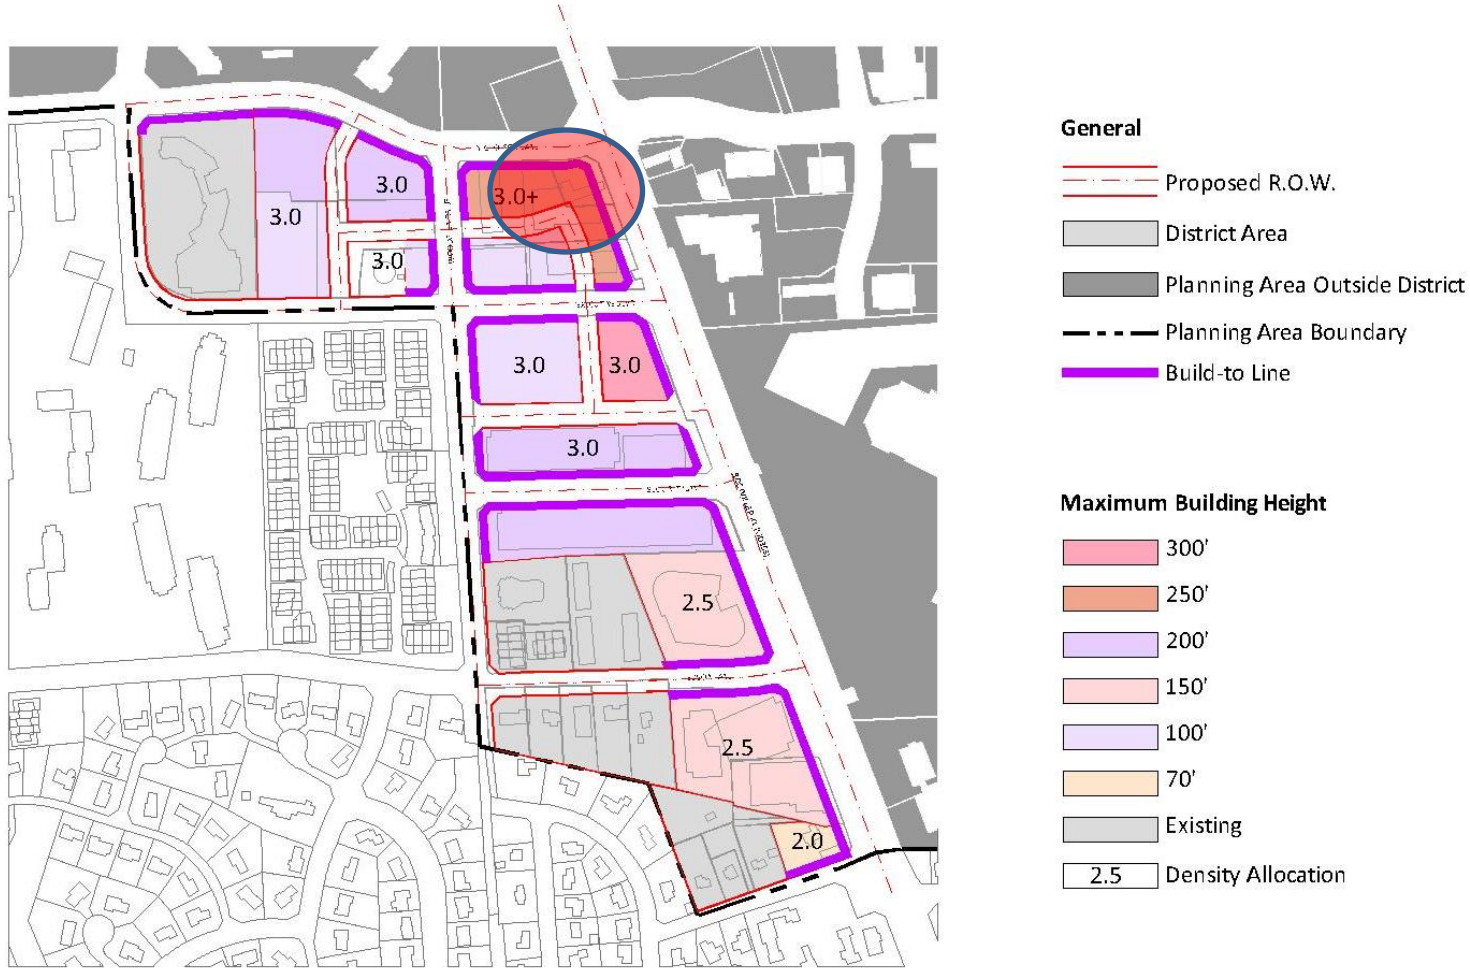 3.0+
3.0
3.0
3.0
3.0
3.0
3.0
2.5
2.5
2.0
General
Proposed R.O.W.
District Area
Planning Area Outside District
Planning Area Boundary
Build-to Line
Maximum Building Height
300'
250'
200'
150'
100'
70'
Existing
2.5 Density Allocation